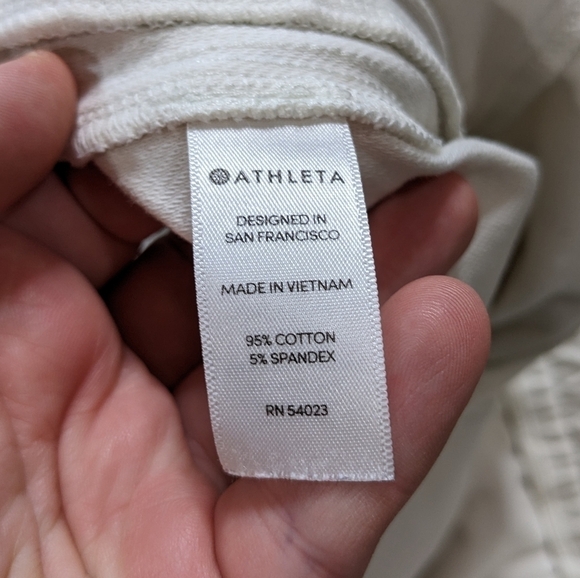 ATHLETA
DESIGNED IN
SAN FRANCISCO
MADE IN VIETNAM
95% COTTON
5% SPANDEX
RN 54023